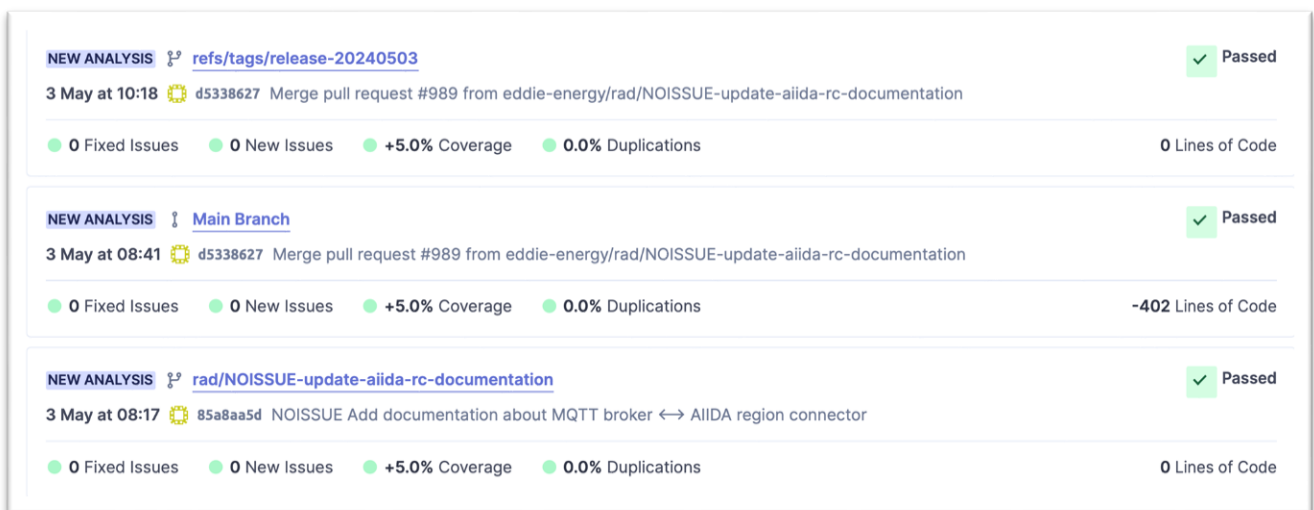 NEW ANALYSIS refs/tags/release-20240503 Passed
3 May at 10:18 d5338627 Merge pull request #989 from eddie-energy/rad/NOISSUE-update-aiida-rc-documentation
0 Fixed Issues 0 New Issues +5.0% Coverage 0.0% Duplications 0 Lines of Code
NEW ANALYSIS Main Branch Passed
3 May at 08:41 d5338627 Merge pull request #989 from eddie-energy/rad/NOISSUE-update-aiida-rc-documentation
0 Fixed Issues 0 New Issues +5.0% Coverage 0.0% Duplications -402 Lines of Code
NEW ANALYSIS rad/NOISSUE-update-aiida-rc-documentation Passed
3 May at 08:17 85a8aa5d NOISSUE Add documentation about MQTT broker <-> AIIDA region connector
0 Fixed Issues 0 New Issues +5.0% Coverage 0.0% Duplications 0 Lines of Code